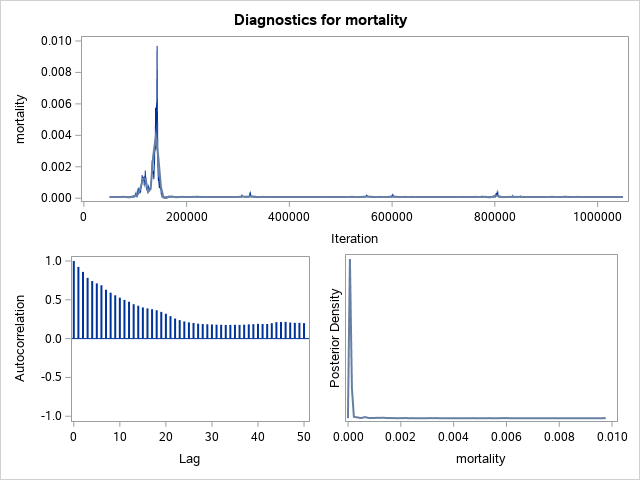 Diagnostics for mortality
0.010
0.008
0.006
0.004
0.002
0.000
mortality
0 200000 400000 600000 800000 1000000
Iteration
1.0
0.5
0.0
-0.5
-1.0
Autocorrelation
0 10 20 30 40 50
Lag
Posterior Density
0.000 0.002 0.004 0.006 0.008 0.010
mortality